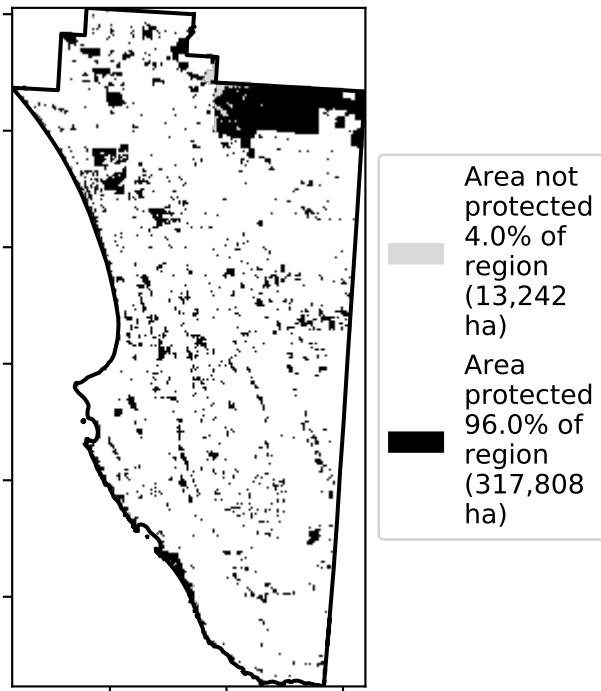 Area not
protected
4.0% of
region
(13,242
ha)
Area
protected
96.0% of
region
(317,808
ha)